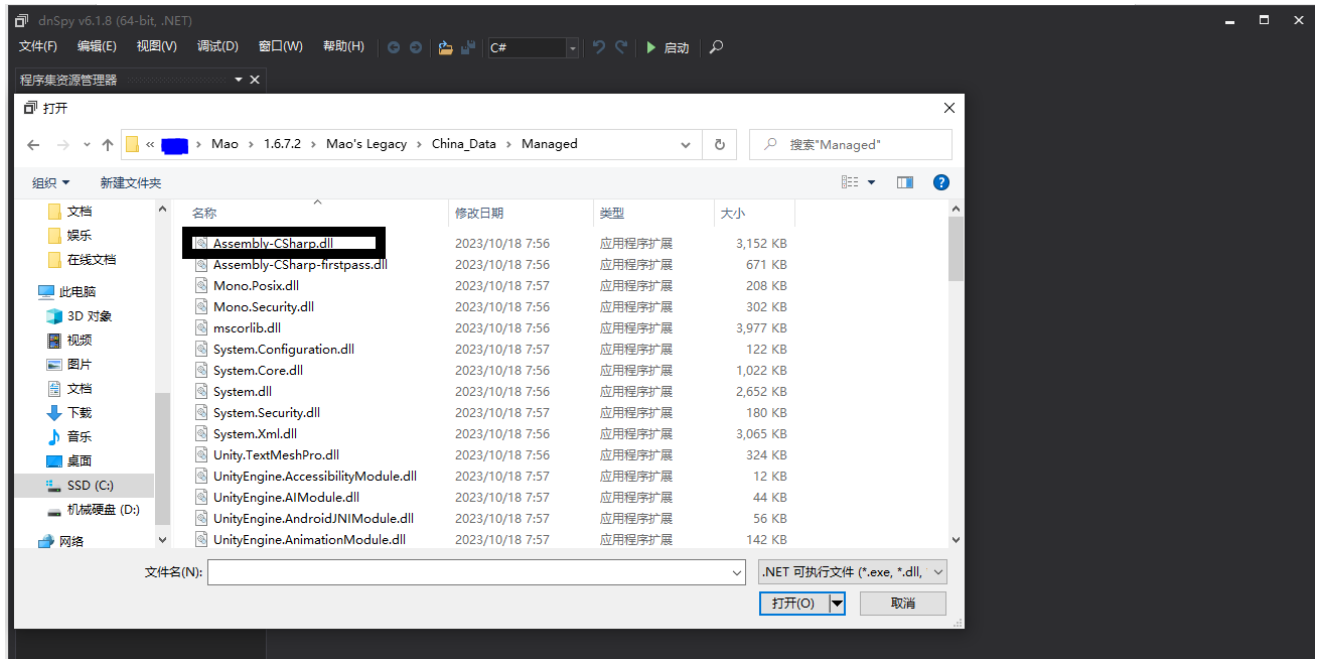 dnSpy v6.1.8 (64-bit, .NET)
文件(F) 编辑(E) 视图(V) 调试(D) 窗口(W) 帮助(H) C# 启动
程序集资源管理器
打开
« Mao › 1.6.7.2 › Mao's Legacy › China_Data › Managed 搜索"Managed"
组织 新建文件夹
文档
娱乐
在线文档
此电脑
3D 对象
视频
图片
文档
下载
音乐
桌面
SSD (C:)
机械硬盘 (D:)
网络
名称 修改日期 类型 大小
Assembly-CSharp.dll 2023/10/18 7:56 应用程序扩展 3,152 KB
Assembly-CSharp-firstpass.dll 2023/10/18 7:56 应用程序扩展 671 KB
Mono.Posix.dll 2023/10/18 7:57 应用程序扩展 208 KB
Mono.Security.dll 2023/10/18 7:56 应用程序扩展 302 KB
mscorlib.dll 2023/10/18 7:56 应用程序扩展 3,977 KB
System.Configuration.dll 2023/10/18 7:57 应用程序扩展 122 KB
System.Core.dll 2023/10/18 7:56 应用程序扩展 1,022 KB
System.dll 2023/10/18 7:56 应用程序扩展 2,652 KB
System.Security.dll 2023/10/18 7:57 应用程序扩展 180 KB
System.Xml.dll 2023/10/18 7:56 应用程序扩展 3,065 KB
Unity.TextMeshPro.dll 2023/10/18 7:56 应用程序扩展 324 KB
UnityEngine.AccessibilityModule.dll 2023/10/18 7:57 应用程序扩展 12 KB
UnityEngine.AIModule.dll 2023/10/18 7:57 应用程序扩展 44 KB
UnityEngine.AndroidJNIModule.dll 2023/10/18 7:57 应用程序扩展 56 KB
UnityEngine.AnimationModule.dll 2023/10/18 7:57 应用程序扩展 142 KB
文件名(N): .NET 可执行文件 (*.exe, *.dll,
打开(O) 取消